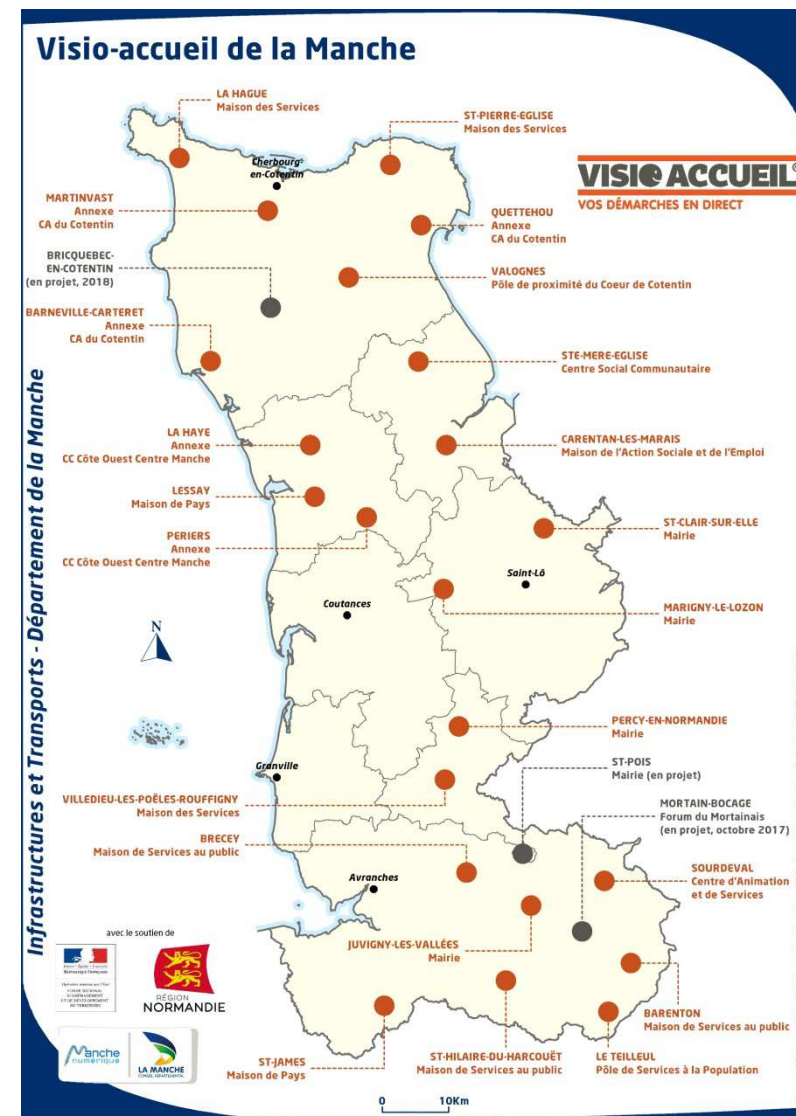 Visio-accueil de la Manche
LA HAGUE
Maison des Services
ST-PIERRE-EGLISE
Maison des Services
Cherbourg-
en-Cotentin
VISIO ACCUEIL
VOS DÉMARCHES EN DIRECT
MARTINVAST
Annexe
CA du Cotentin
QUETTEHOU
Annexe
CA du Cotentin
BRICQUEBEC-
EN-COTENTIN
(en projet, 2018)
VALOGNES
Pôle de proximité du Coeur de Cotentin
BARNEVILLE-CARTERET
Annexe
CA du Cotentin
STE-MERE-EGLISE
Centre Social Communautaire
LA HAYE
Annexe
CC Côte Ouest Centre Manche
CARENTAN-LES-MARAIS
Maison de l'Action Sociale et de l'Emploi
LESSAY
Maison de Pays
PERIERS
Annexe
CC Côte Ouest Centre Manche
ST-CLAIR-SUR-ELLE
Mairie
Saint-Lô
Coutances
MARIGNY-LE-LOZON
Mairie
N
PERCY-EN-NORMANDIE
Mairie
Granville
ST-POIS
Mairie (en projet)
VILLEDIEU-LES-POÊLES-ROUFFIGNY
Maison des Services
MORTAIN-BOCAGE
Forum du Mortainais
(en projet, octobre 2017)
BRECEY
Maison de Services au public
Avranches
SOURDEVAL
Centre d'Animation
et de Services
JUVIGNY-LES-VALLÉES
Mairie
BARENTON
Maison de Services au public
ST-JAMES
Maison de Pays
ST-HILAIRE-DU-HARCOUËT
Maison de Services au public
LE TEILLEUL
Pôle de Services à la Population
0 10Km
Infrastructures et Transports - Département de la Manche
avec le soutien de
RÉPUBLIQUE FRANÇAISE
RÉGION
NORMANDIE
Manche
numérique
LA MANCHE
CONSEIL DÉPARTEMENTAL